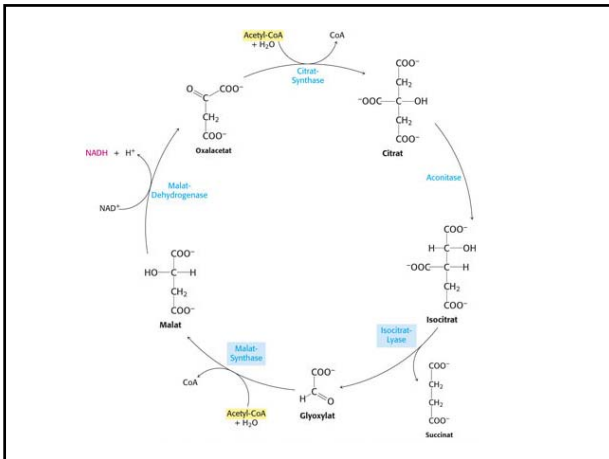 Acetyl-CoA
+ H₂O
CoA
Citrat-
Synthase
O
C
COO⁻
CH₂
COO⁻
Oxalacetat
COO⁻
CH₂
⁻OOC—C—OH
CH₂
COO⁻
Citrat
NADH + H⁺
Malat-
Dehydrogenase
NAD⁺
Aconitase
COO⁻
HO—C—H
CH₂
COO⁻
Malat
COO⁻
H—C—OH
⁻OOC—C—H
CH₂
COO⁻
Isocitrat
Isocitrat-
Lyase
Malat-
Synthase
CoA
Acetyl-CoA
+ H₂O
COO⁻
C
H
O
Glyoxylat
COO⁻
CH₂
CH₂
COO⁻
Succinat